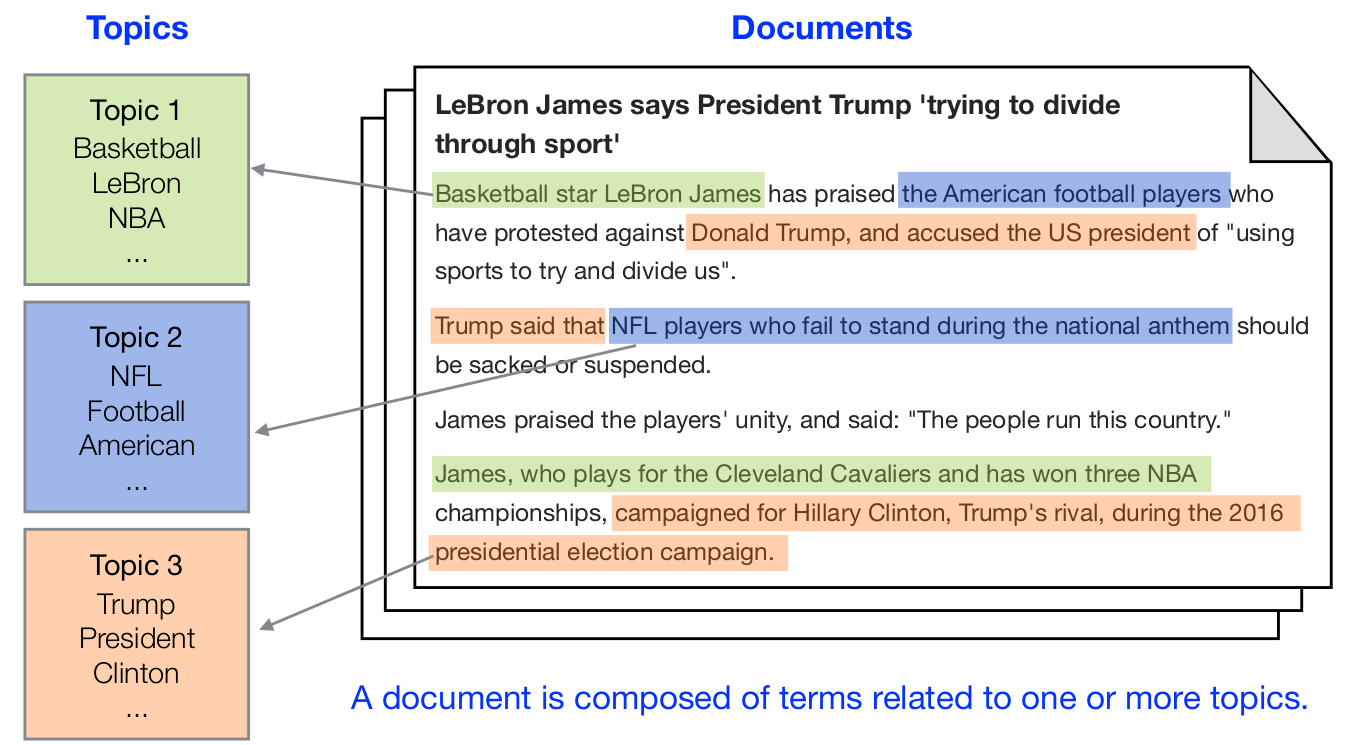 Topics
Documents
Topic 1
Basketball
LeBron
NBA
...
Topic 2
NFL
Football
American
...
Topic 3
Trump
President
Clinton
...
LeBron James says President Trump 'trying to divide
through sport'
Basketball star LeBron James has praised the American football players who
have protested against Donald Trump, and accused the US president of "using
sports to try and divide us".
Trump said that NFL players who fail to stand during the national anthem should
be sacked or suspended.
James praised the players' unity, and said: "The people run this country."
James, who plays for the Cleveland Cavaliers and has won three NBA
championships, campaigned for Hillary Clinton, Trump's rival, during the 2016
presidential election campaign.
A document is composed of terms related to one or more topics.